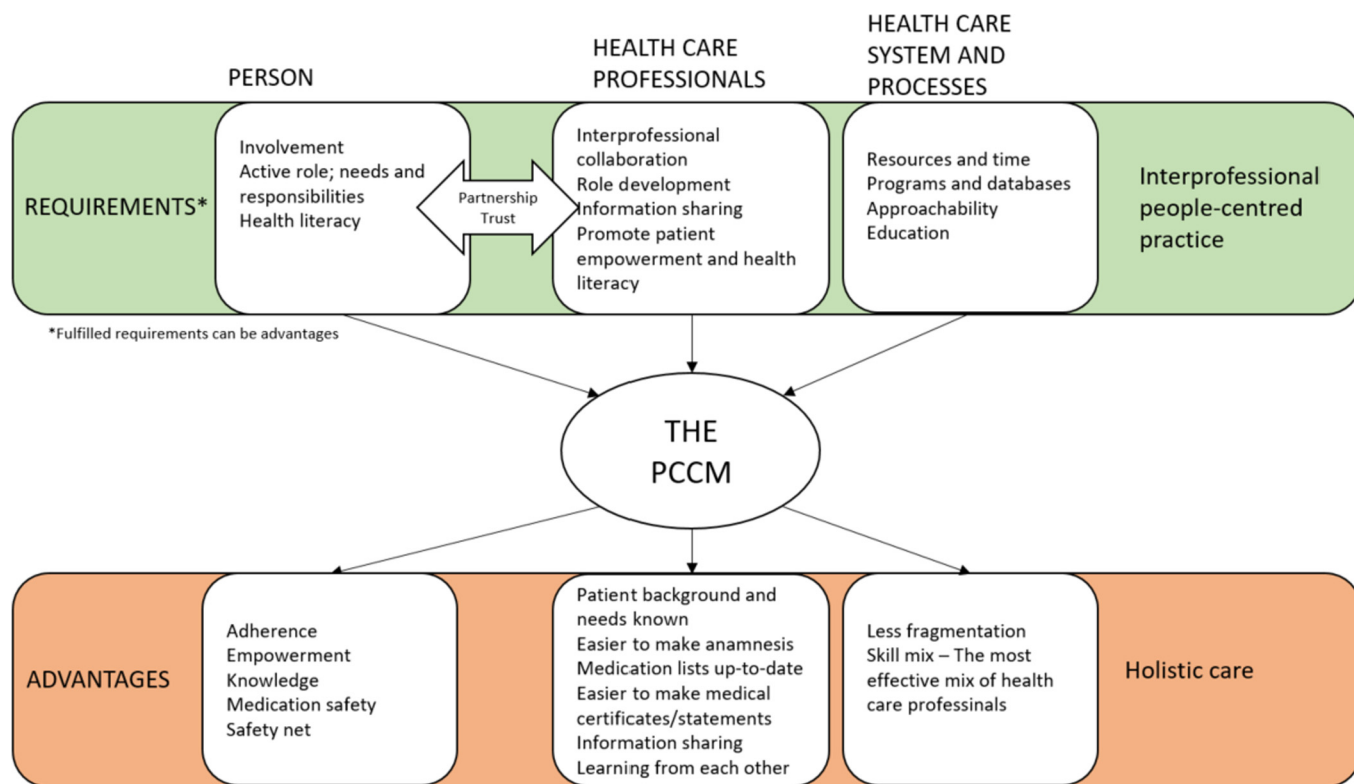 PERSON
HEALTH CARE
PROFESSIONALS
HEALTH CARE
SYSTEM AND
PROCESSES
REQUIREMENTS*
Involvement
Active role; needs and
responsibilities
Health literacy
Partnership
Trust
Interprofessional
collaboration
Role development
Information sharing
Promote patient
empowerment and health
literacy
Resources and time
Programs and databases
Approachability
Education
Interprofessional
people-centred
practice
*Fulfilled requirements can be advantages
THE
PCCM
ADVANTAGES
Adherence
Empowerment
Knowledge
Medication safety
Safety net
Patient background and
needs known
Easier to make anamnesis
Medication lists up-to-date
Easier to make medical
certificates/statements
Information sharing
Learning from each other
Less fragmentation
Skill mix – The most
effective mix of health
care professinals
Holistic care